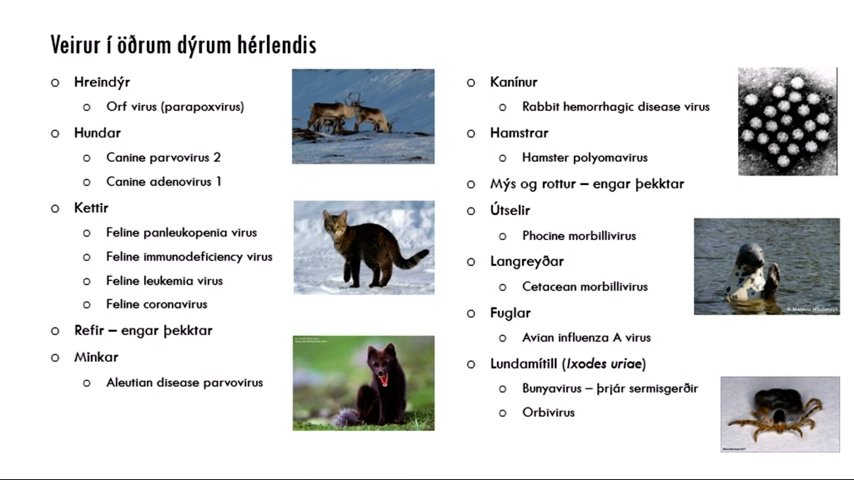 Veirur í öðrum dýrum hérlendis
Hreindýr
Orf virus (parapoxvirus)
Hundar
Canine parvovirus 2
Canine adenovirus 1
Kettir
Feline panleukopenia virus
Feline immunodeficiency virus
Feline leukemia virus
Feline coronavirus
Refir – engar þekktar
Minkar
Aleutian disease parvovirus
Kanínur
Rabbit hemorrhagic disease virus
Hamstrar
Hamster polyomavirus
Mýs og rottur – engar þekktar
Útselir
Phocine morbillivirus
Langreyðar
Cetacean morbillivirus
Fuglar
Avian influenza A virus
Lundamítill (Ixodes uriae)
Bunyavirus – þrjár sermisgerðir
Orbivirus